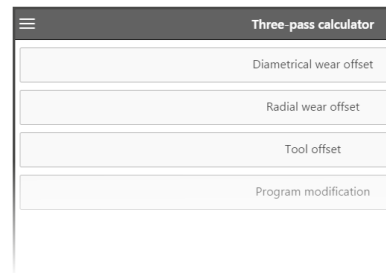 Three-pass calculator
Diametrical wear offset
Radial wear offset
Tool offset
Program modification